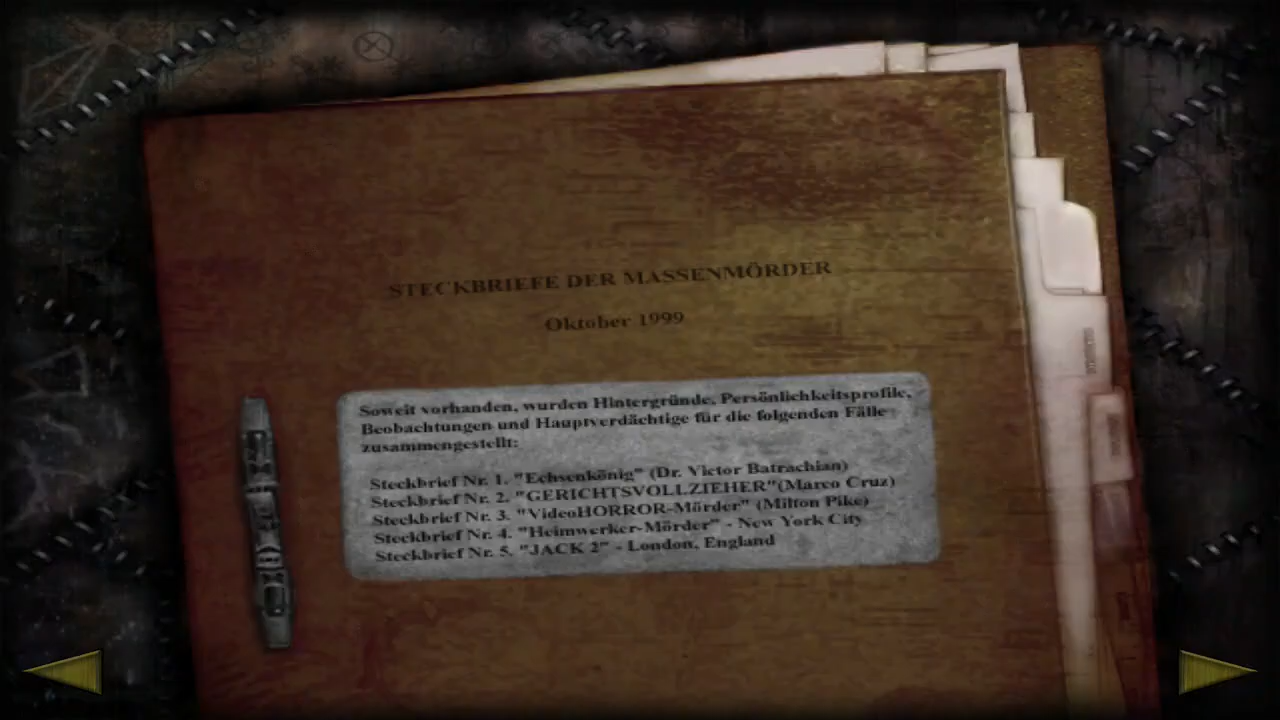 STECKBRIEFE DER MASSENMÖRDER
Oktober 1999
Soweit vorhanden, wurden Hintergründe, Persönlichkeitsprofile,
Beobachtungen und Hauptverdächtige für die folgenden Fälle
zusammengestellt:
Steckbrief Nr. 1. "Echsenkönig" (Dr. Victor Batrachian)
Steckbrief Nr. 2. "GERICHTSVOLLZIEHER"(Marco Cruz)
Steckbrief Nr. 3. "VideoHORROR-Mörder" (Milton Pike)
Steckbrief Nr. 4. "Heimwerker-Mörder" - New York City
Steckbrief Nr. 5. "JACK 2" - London, England